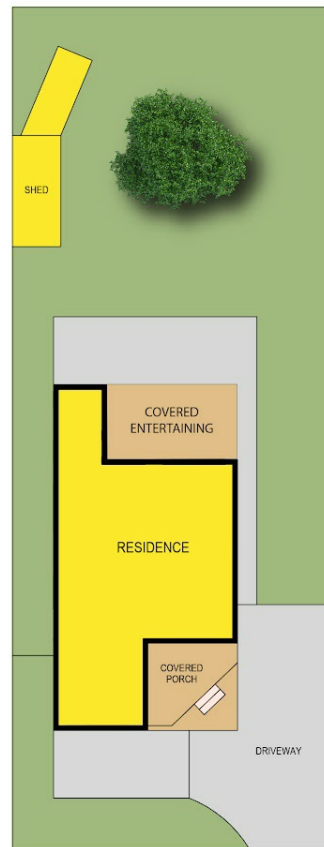 SHED
COVERED
ENTERTAINING
RESIDENCE
COVERED
PORCH
DRIVEWAY